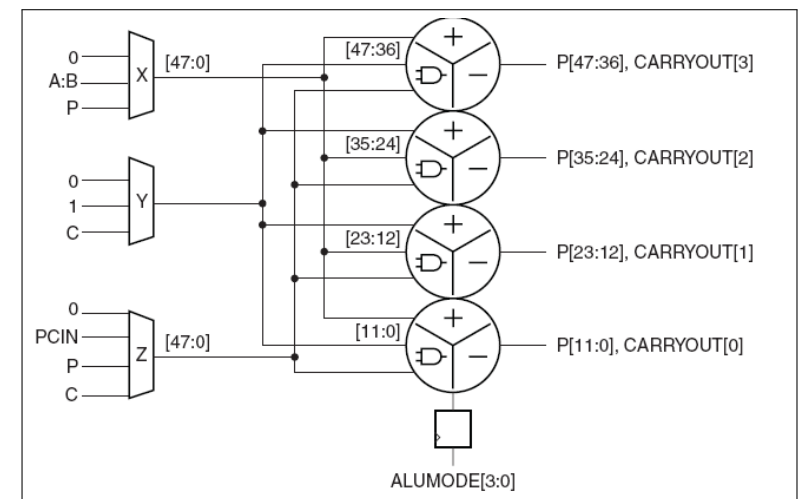 0
A:B
P
X
[47:0]
0
1
C
Y
0
PCIN
P
C
Z
[47:0]
[47:36]
+
−
P[47:36], CARRYOUT[3]
[35:24]
+
−
P[35:24], CARRYOUT[2]
[23:12]
+
−
P[23:12], CARRYOUT[1]
[11:0]
+
−
P[11:0], CARRYOUT[0]
ALUMODE[3:0]